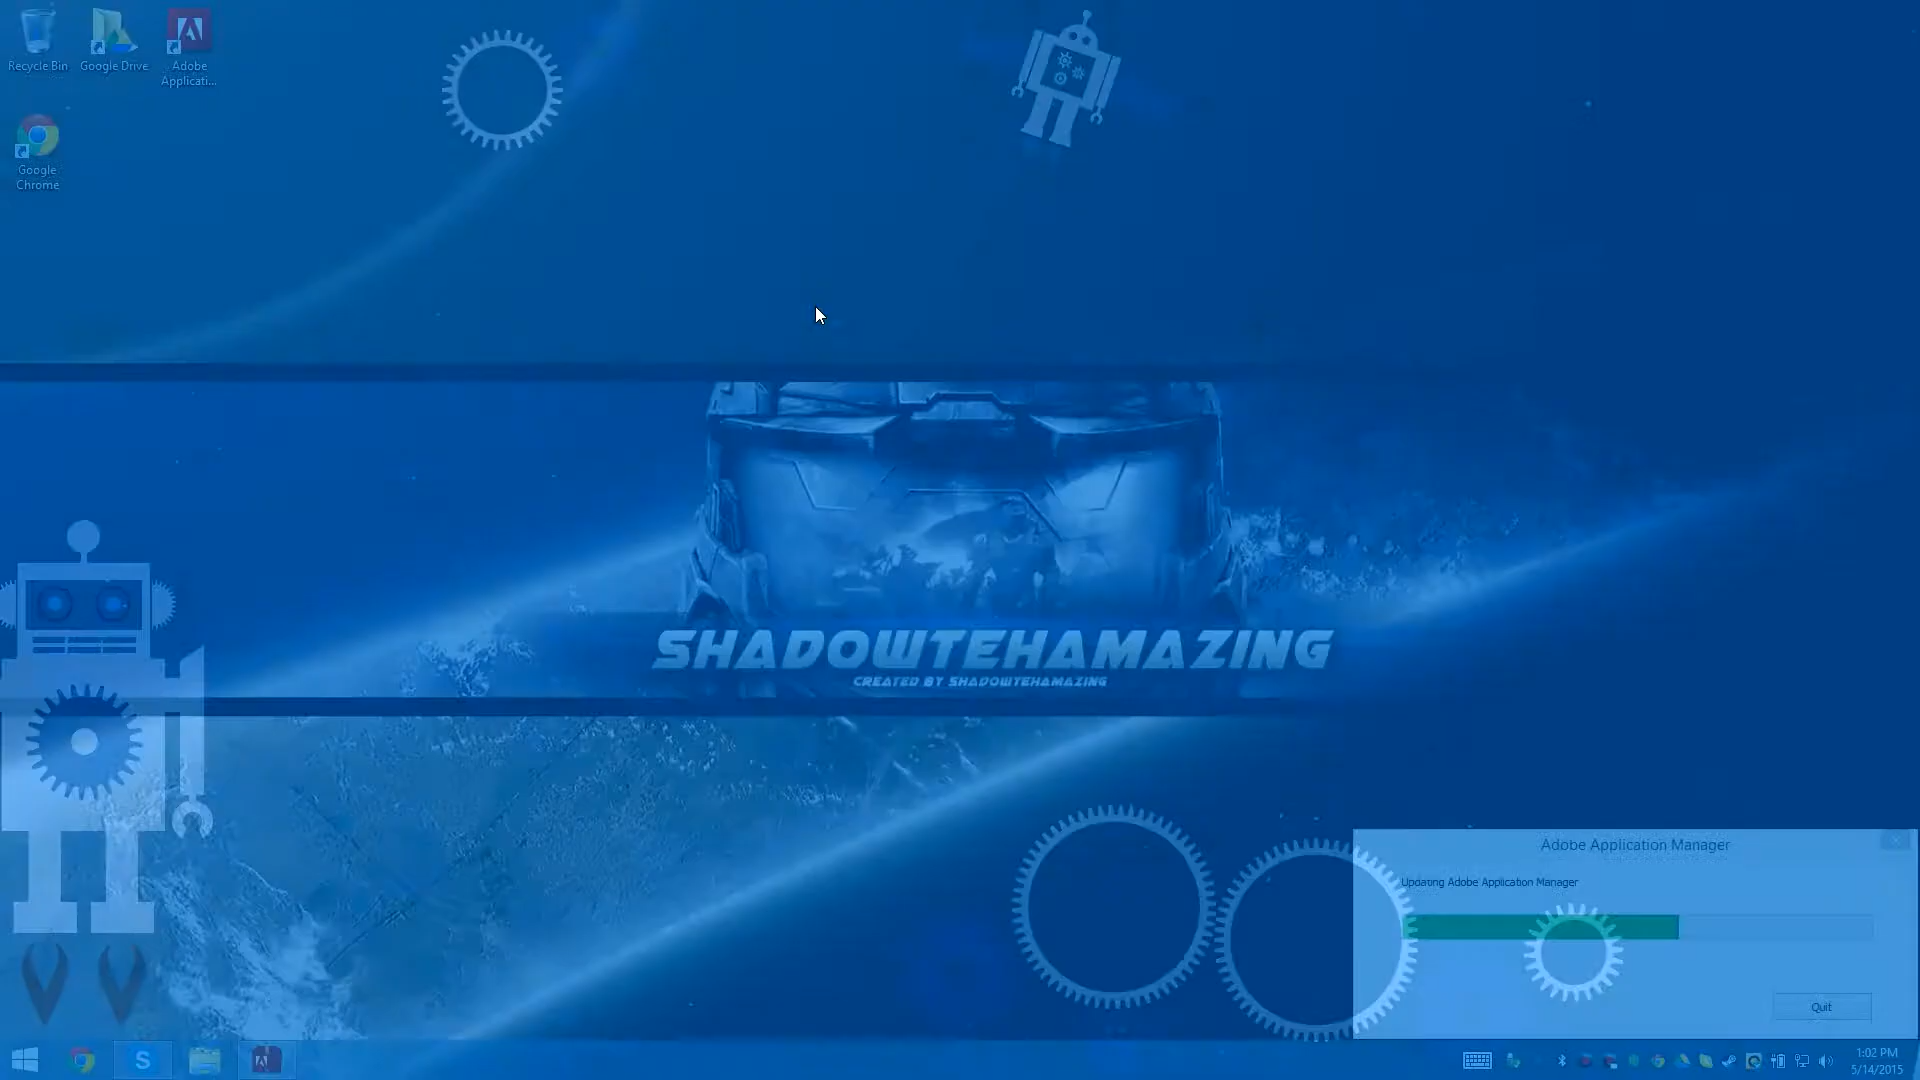 Recycle Bin
Google Drive
Adobe
Applicati...
Google
Chrome
SHADOWTEHAMAZING
CREATED BY SHADOWTEHAMAZING
Adobe Application Manager
Updating Adobe Application Manager
Quit
1:02 PM
5/14/2015